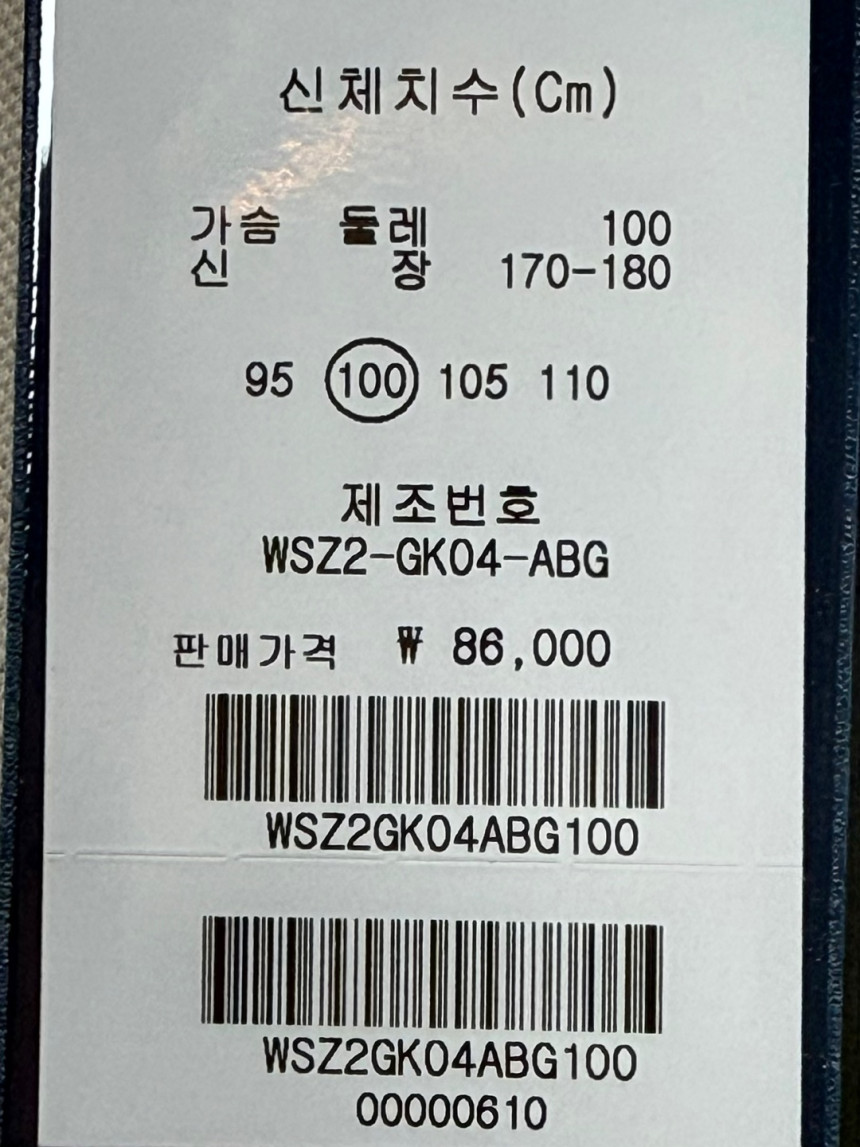 신체치수(Cm)
가슴 둘레 100
신 장 170-180
95 100 105 110
제조번호
WSZ2-GK04-ABG
판매가격 ₩ 86,000
WSZ2GK04ABG100
WSZ2GK04ABG100
00000610